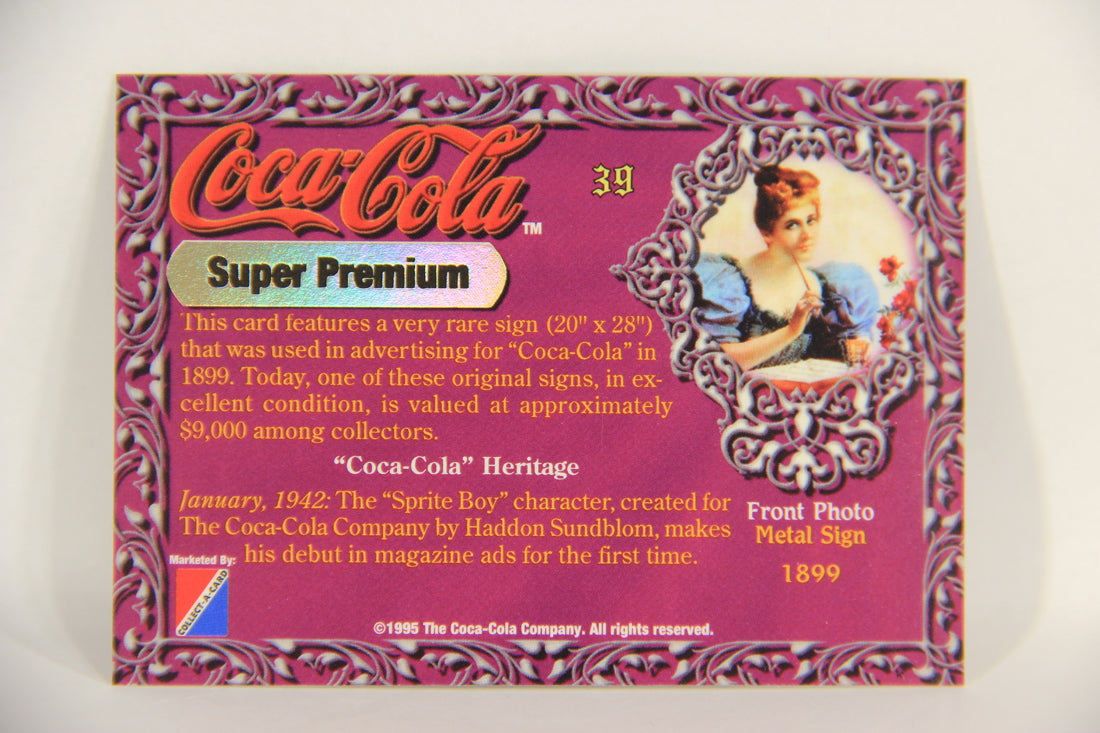 Coca-Cola TM
39
Super Premium
This card features a very rare sign (20" x 28")
that was used in advertising for “Coca-Cola” in
1899. Today, one of these original signs, in ex-
cellent condition, is valued at approximately
$9,000 among collectors.
“Coca-Cola” Heritage
January, 1942: The “Sprite Boy” character, created for
The Coca-Cola Company by Haddon Sundblom, makes
his debut in magazine ads for the first time.
Front Photo
Metal Sign
1899
Marketed By:
COLLECT-A-CARD
©1995 The Coca-Cola Company. All rights reserved.